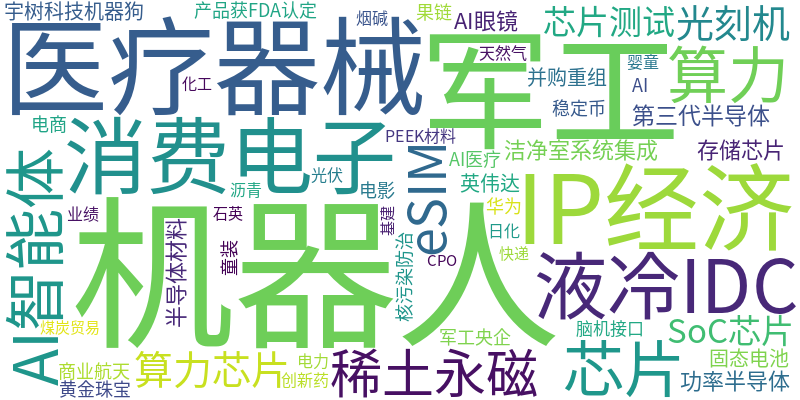 宇树科技机器狗
产品获FDA认定
烟碱
果链
AI眼镜
芯片测试
光刻机
医疗器械
军工
算力
天然气
并购重组
婴童
AI
化工
稳定币
第三代半导体
电商
消费电子
PEEK材料
AI医疗
洁净室系统集成
存储芯片
AI智能体
沥青
光伏
电影
eSIM
英伟达
IP经济
业绩
石英
基建
华为
机器人
半导体材料
童装
核污染防治
日化
CPO
快递
液冷IDC
煤炭贸易
军工央企
脑机接口
SoC芯片
商业航天
算力芯片
电力
稀土永磁
芯片
固态电池
黄金珠宝
创新药
功率半导体